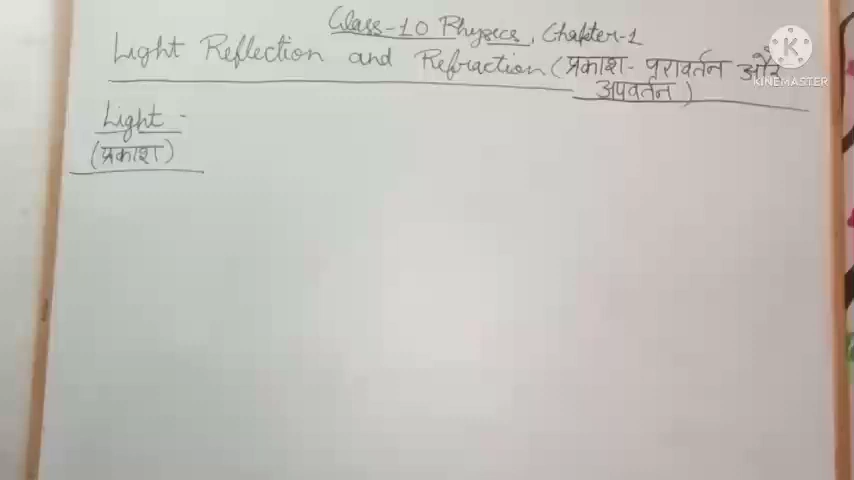 Class-10 Physics, Chapter-1
Light Reflection and Refraction (प्रकाश- परावर्तन और
अपवर्तन)
Light -
(प्रकाश)
KINEMASTER